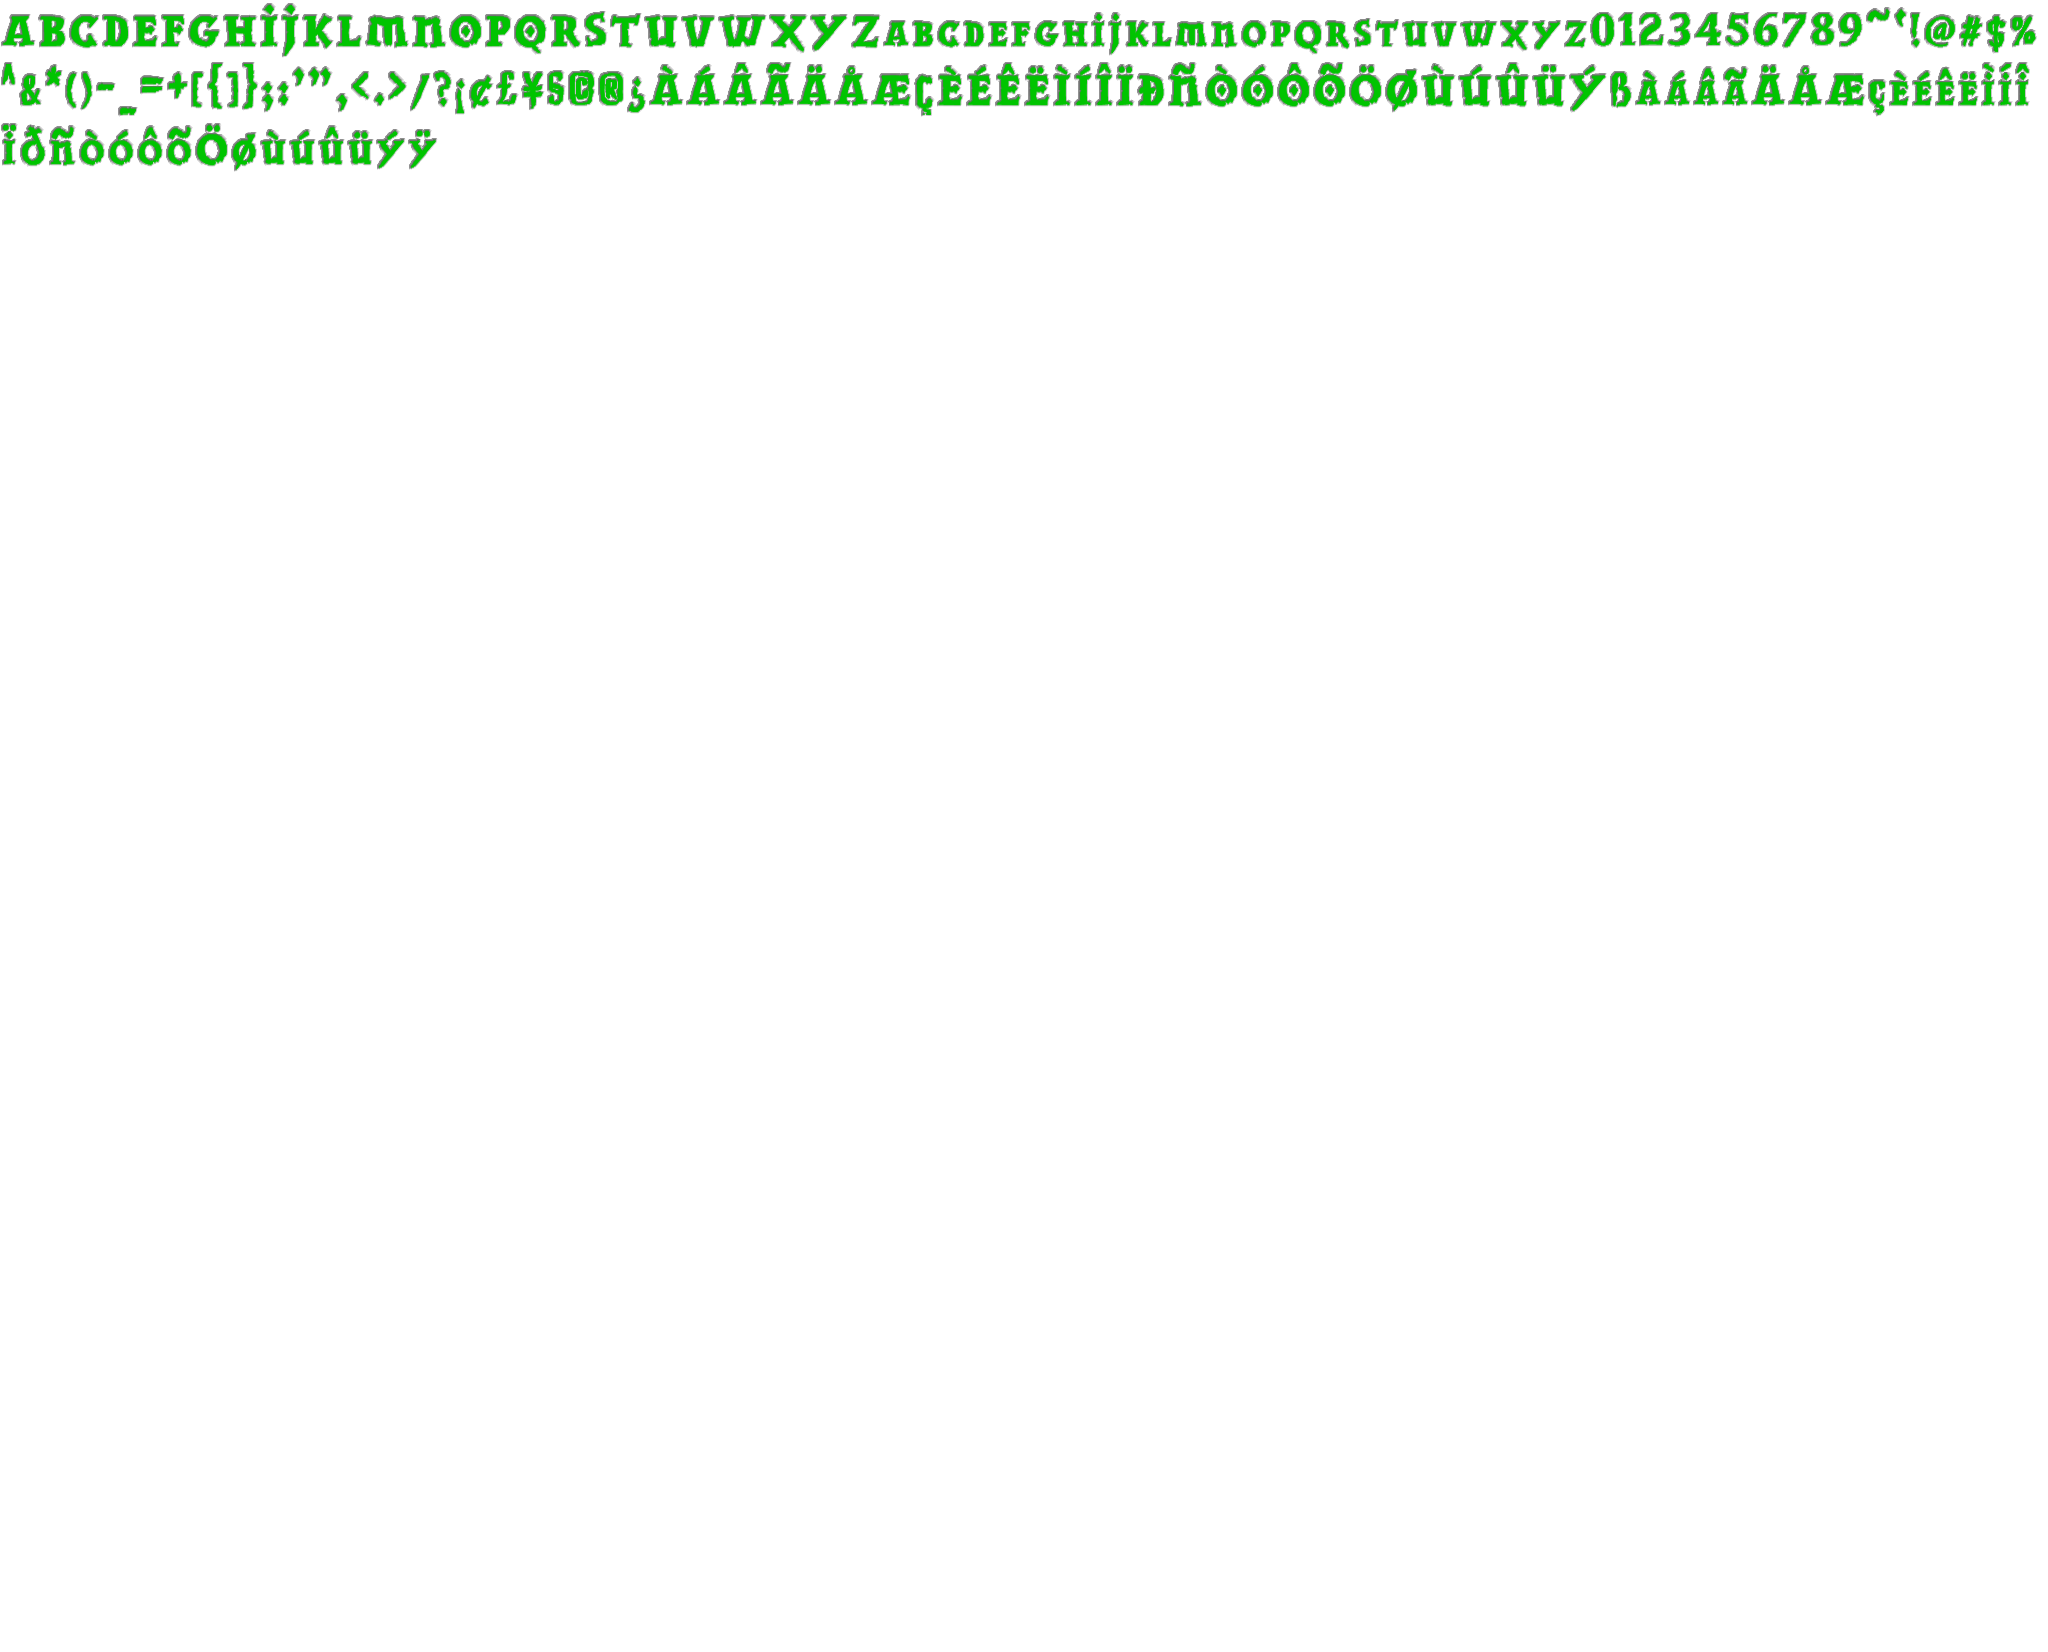 ABCDEFGHIJKLMNOPQRSTUVWXYZABCDEFGHIJKLMNOPQRSTUVWXYZ0123456789~`!@#$%
^&*()-_=+[{]};:'",<.>/?¡¢£¥§©®¿ÀÁÂÃÄÅÆÇÈÉÊËÌÍÎÏÐÑÒÓÔÕÖØÙÚÛÜÝßÀÁÂÃÄÅÆÇÈÉÊËÌÍÎ
ÏðÑÒÓÔÕÖØÙÚÛÜÝŸ